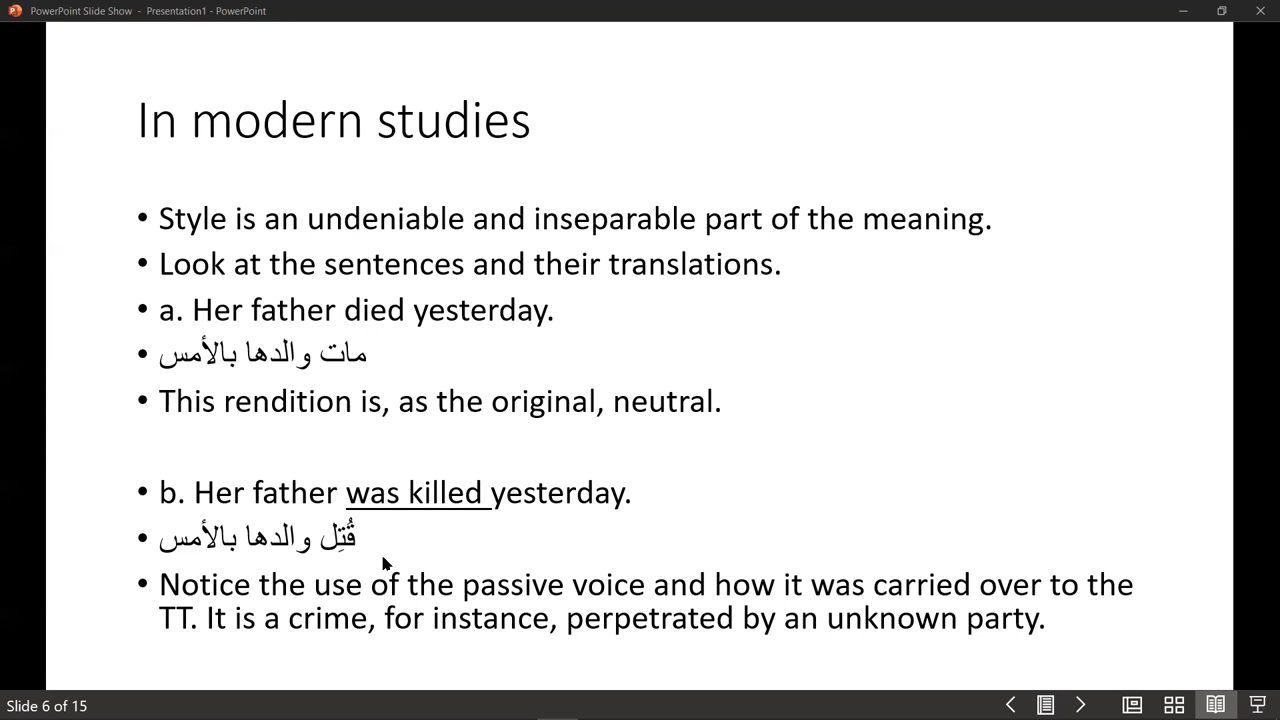 PowerPoint Slide Show - Presentation1 - PowerPoint
In modern studies
• Style is an undeniable and inseparable part of the meaning.
• Look at the sentences and their translations.
• a. Her father died yesterday.
• مات والدها بالأمس
• This rendition is, as the original, neutral.
• b. Her father was killed yesterday.
• قُتِل والدها بالأمس
• Notice the use of the passive voice and how it was carried over to the
TT. It is a crime, for instance, perpetrated by an unknown party.
Slide 6 of 15